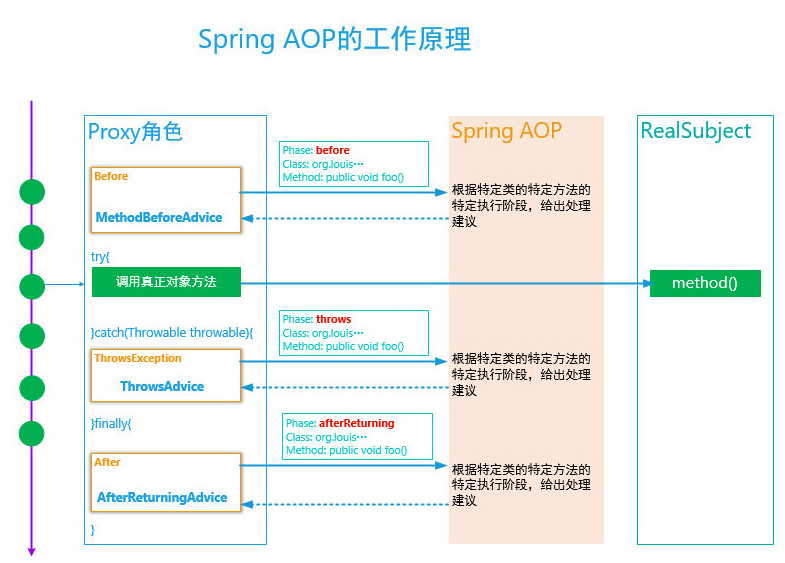 Spring AOP的工作原理
Proxy角色
Spring AOP
RealSubject
Phase: before
Class: org.louis…
Method: public void foo()
Before
MethodBeforeAdvice
根据特定类的特定方法的
特定执行阶段，给出处理
建议
try{
调用真正对象方法
method()
Phase: throws
Class: org.louis…
Method: public void foo()
}catch(Throwable throwable){
ThrowsException
ThrowsAdvice
根据特定类的特定方法的
特定执行阶段，给出处理
建议
}finally{
Phase: afterReturning
Class: org.louis…
Method: public void foo()
After
AfterReturningAdvice
根据特定类的特定方法的
特定执行阶段，给出处理
建议
}